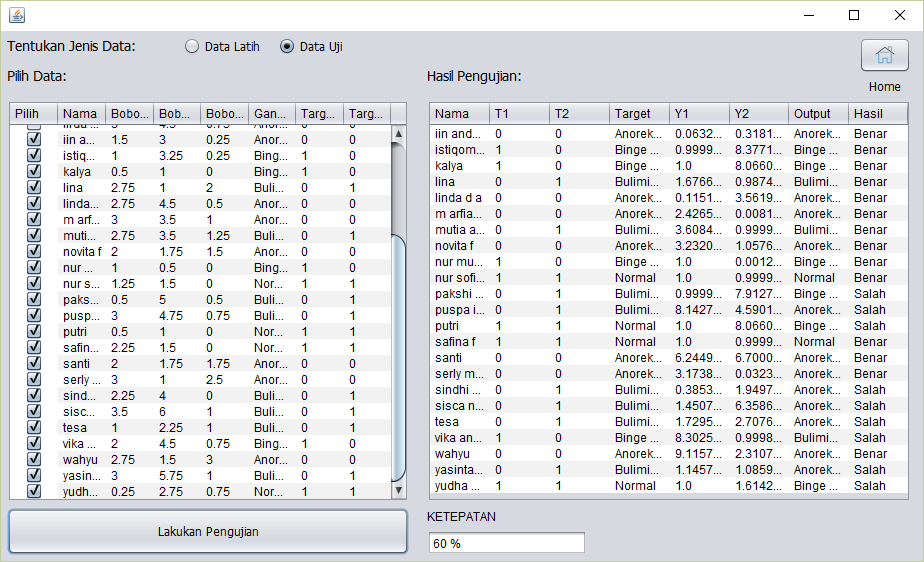 Tentukan Jenis Data: Data Latih Data Uji
Pilih Data: Hasil Pengujian:
Home
Pilih Nama Bobo... Bob... Bobo... Gan... Targ... Targ...
iin a... 1.5 3 0.25 Anor... 0 0
istiq... 1 3.25 0.25 Bing... 1 0
kalya 0.5 1 0 Bing... 1 0
lina 2.75 1 2 Buli... 0 1
linda... 2.75 4.5 0.5 Anor... 0 0
m arf... 3 3.5 1 Anor... 0 0
muti... 2.75 3.5 1.25 Buli... 0 1
novita f 2 1.75 1.5 Anor... 0 0
nur ... 1 0.5 0 Bing... 1 0
nur s... 1.25 1.5 0 Nor... 1 1
paks... 0.5 5 0.5 Buli... 0 1
pusp... 3 4.75 0.75 Buli... 0 1
putri 0.5 1 0 Nor... 1 1
safin... 2.25 1.5 0 Nor... 1 1
santi 2 1.75 1.75 Anor... 0 0
serly ... 3 1 2.5 Anor... 0 0
sind... 2.25 4 0 Buli... 0 1
sisc... 3.5 6 1 Buli... 0 1
tesa 1 2.25 1 Buli... 0 1
vika ... 2 4.5 0.75 Bing... 1 0
wahyu 2.75 1.5 3 Anor... 0 0
yasin... 3 5.75 1 Buli... 0 1
yudh... 0.25 2.75 0.75 Nor... 1 1
Lakukan Pengujian
Nama T1 T2 Target Y1 Y2 Output Hasil
iin and... 0 0 Anorek... 0.0632... 0.3181... Anorek... Benar
istiqom... 1 0 Binge ... 0.9999... 8.3771... Binge ... Benar
kalya 1 0 Binge ... 1.0 8.0660... Binge ... Benar
lina 0 1 Bulimi... 1.6766... 0.9874... Bulimi... Benar
linda d a 0 0 Anorek... 0.1151... 3.5619... Anorek... Benar
m arfia... 0 0 Anorek... 2.4265... 0.0081... Anorek... Benar
mutia a... 0 1 Bulimi... 3.6084... 0.9999... Bulimi... Benar
novita f 0 0 Anorek... 3.2320... 1.0576... Anorek... Benar
nur mu... 1 0 Binge ... 1.0 0.0012... Binge ... Benar
nur sofi... 1 1 Normal 1.0 0.9999... Normal Benar
pakshi ... 0 1 Bulimi... 0.9999... 7.9127... Binge ... Salah
puspa i... 0 1 Bulimi... 8.1427... 4.5901... Anorek... Salah
putri 1 1 Normal 1.0 8.0660... Binge ... Salah
safina f 1 1 Normal 1.0 0.9999... Normal Benar
santi 0 0 Anorek... 6.2449... 6.7000... Anorek... Benar
serly m... 0 0 Anorek... 3.1738... 0.0323... Anorek... Benar
sindhi ... 0 1 Bulimi... 0.3853... 1.9497... Anorek... Salah
sisca n... 0 1 Bulimi... 1.4507... 6.3586... Anorek... Salah
tesa 0 1 Bulimi... 1.7295... 2.7076... Anorek... Salah
vika an... 1 0 Binge ... 8.3025... 0.9998... Bulimi... Salah
wahyu 0 0 Anorek... 9.1157... 2.3107... Anorek... Benar
yasinta... 0 1 Bulimi... 1.1457... 1.0859... Anorek... Salah
yudha ... 1 1 Normal 1.0 1.6142... Binge ... Salah
KETEPATAN
60 %